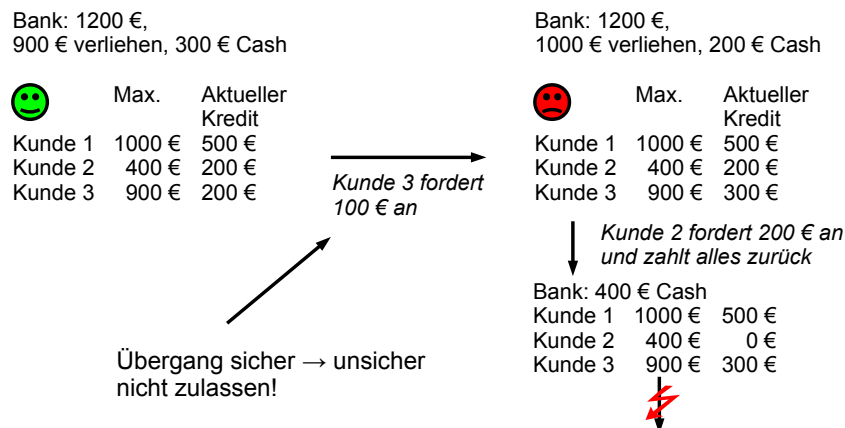 Bank: 1200 €,
900 € verliehen, 300 € Cash
Max. Aktueller
Kredit
Kunde 1 1000 € 500 €
Kunde 2 400 € 200 €
Kunde 3 900 € 200 €
Kunde 3 fordert
100 € an
Übergang sicher → unsicher
nicht zulassen!
Bank: 1200 €,
1000 € verliehen, 200 € Cash
Max. Aktueller
Kredit
Kunde 1 1000 € 500 €
Kunde 2 400 € 200 €
Kunde 3 900 € 300 €
Kunde 2 fordert 200 € an
und zahlt alles zurück
Bank: 400 € Cash
Kunde 1 1000 € 500 €
Kunde 2 400 € 0 €
Kunde 3 900 € 300 €